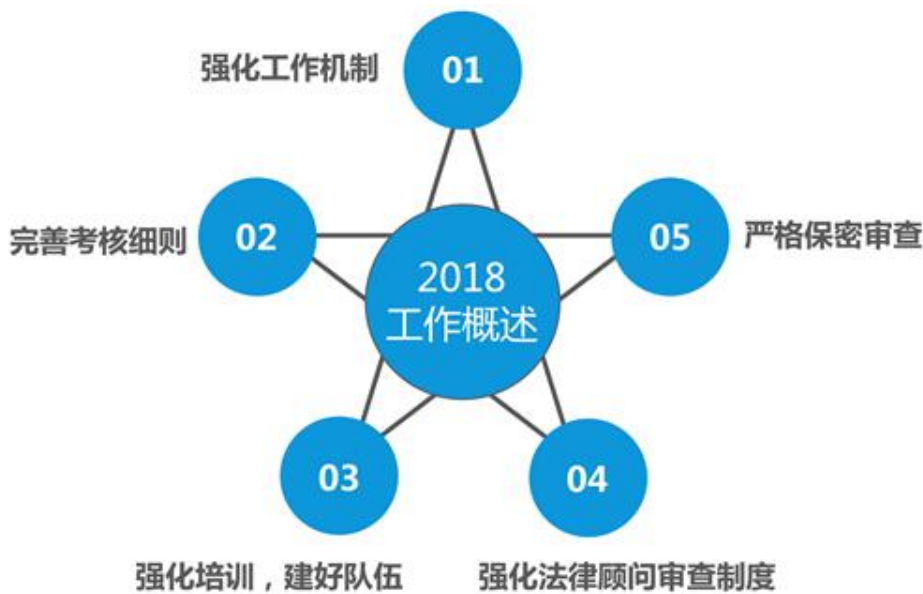 强化工作机制
01
完善考核细则
02
05
严格保密审查
2018
工作概述
03
04
强化培训，建好队伍
强化法律顾问审查制度